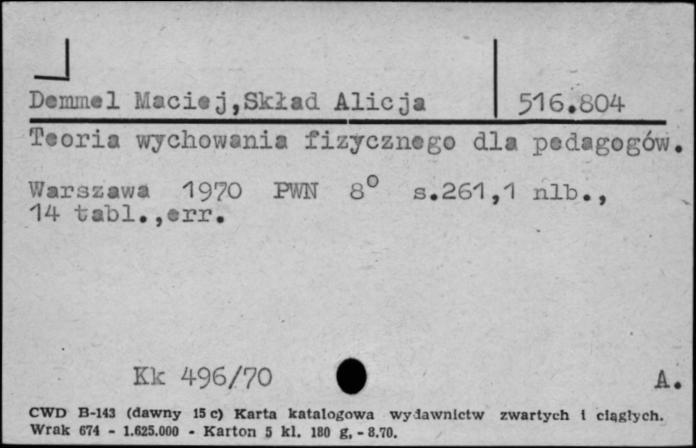 Demmel Maciej,Skład Alicja 516.804
Teoria wychowania fizycznego dla pedagogów.
Warszawa 1970 PWN 8° s.261,1 nlb.,
14 tabl.,err.
Kk 496/70 A.
CWD B-143 (dawny 15 c) Karta katalogowa wydawnictw zwartych i ciągłych.
Wrak 674 - 1.625.000 - Karton 5 kl. 180 g. - 8.70.